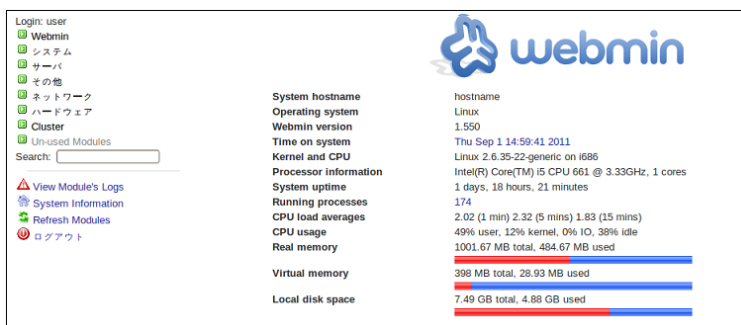 Login: user
Webmin
システム
サーバ
その他
ネットワーク
ハードウェア
Cluster
Un-used Modules
Search:
View Module's Logs
System Information
Refresh Modules
ログアウト
webmin
System hostname hostname
Operating system Linux
Webmin version 1.550
Time on system Thu Sep 1 14:59:41 2011
Kernel and CPU Linux 2.6.35-22-generic on i686
Processor information Intel(R) Core(TM) i5 CPU 661 @ 3.33GHz, 1 cores
System uptime 1 days, 18 hours, 21 minutes
Running processes 174
CPU load averages 2.02 (1 min) 2.32 (5 mins) 1.83 (15 mins)
CPU usage 49% user, 12% kernel, 0% IO, 38% idle
Real memory 1001.67 MB total, 484.67 MB used
Virtual memory 398 MB total, 28.93 MB used
Local disk space 7.49 GB total, 4.88 GB used